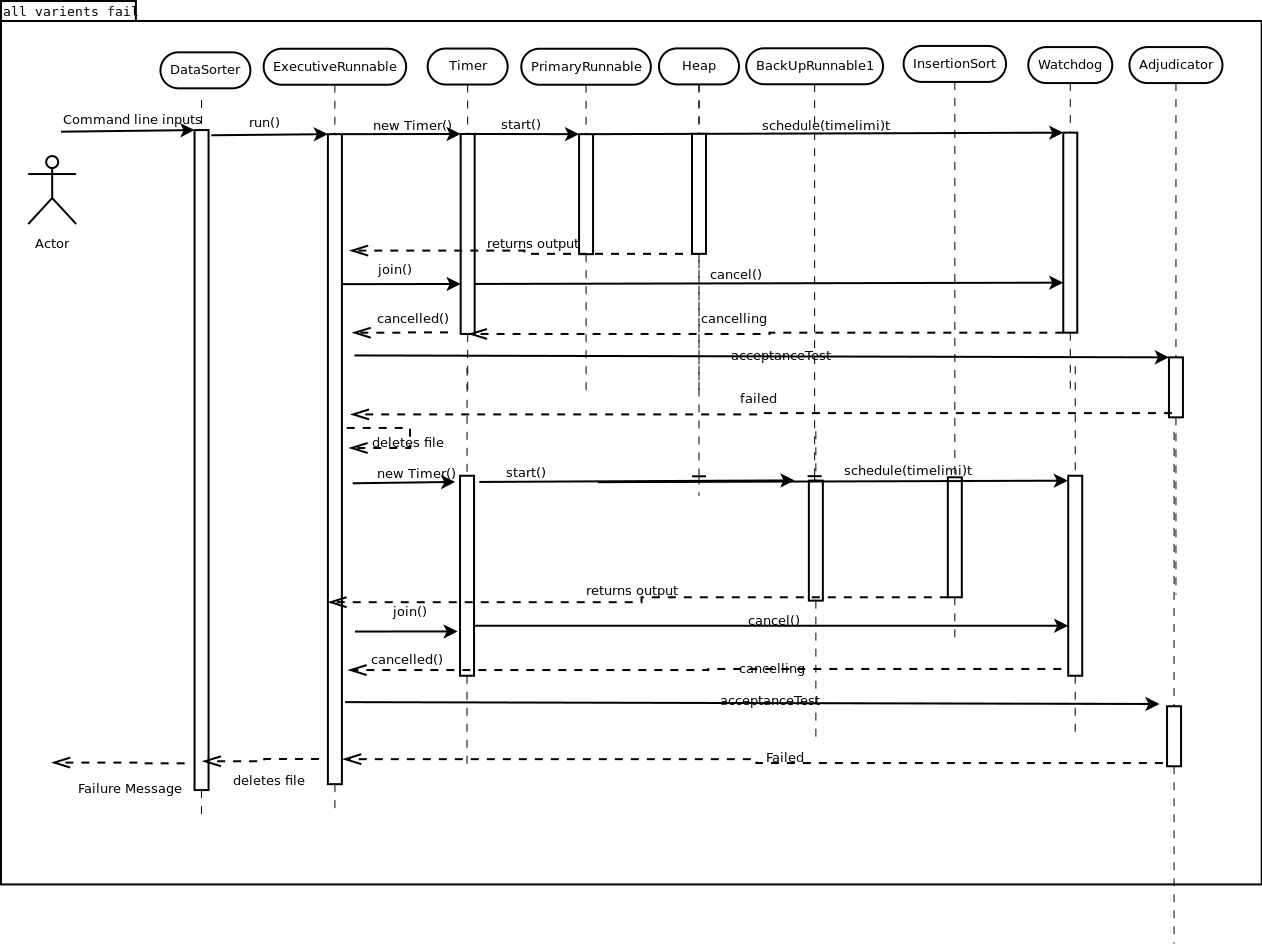 all varients fail
DataSorter
ExecutiveRunnable
Timer
PrimaryRunnable
Heap
BackUpRunnable1
InsertionSort
Watchdog
Adjudicator
Command line inputs
run()
new Timer()
start()
schedule(timelimi)t
Actor
returns output
join()
cancel()
cancelled()
cancelling
acceptanceTest
failed
deletes file
new Timer()
start()
schedule(timelimi)t
returns output
join()
cancel()
cancelled()
cancelling
acceptanceTest
Failed
deletes file
Failure Message